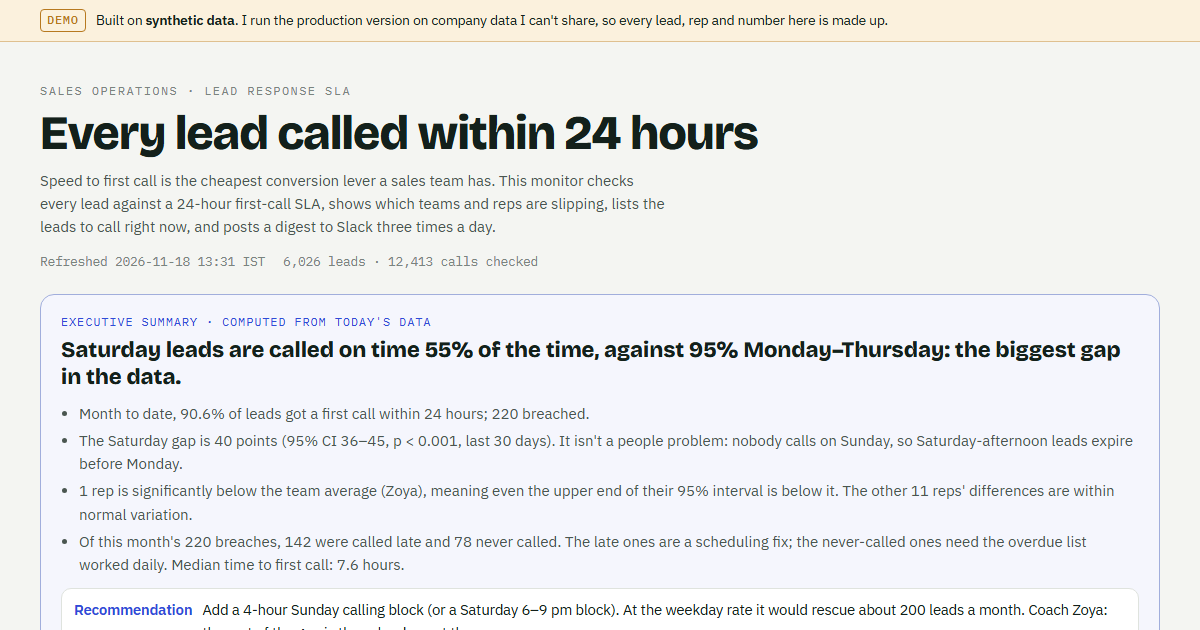 DEMO Built on synthetic data. I run the production version on company data I can't share, so every lead, rep and number here is made up.
SALES OPERATIONS · LEAD RESPONSE SLA
Every lead called within 24 hours
Speed to first call is the cheapest conversion lever a sales team has. This monitor checks
every lead against a 24-hour first-call SLA, shows which teams and reps are slipping, lists the
leads to call right now, and posts a digest to Slack three times a day.
Refreshed 2026-11-18 13:31 IST 6,026 leads · 12,413 calls checked
EXECUTIVE SUMMARY · COMPUTED FROM TODAY'S DATA
Saturday leads are called on time 55% of the time, against 95% Monday–Thursday: the biggest gap
in the data.
• Month to date, 90.6% of leads got a first call within 24 hours; 220 breached.
• The Saturday gap is 40 points (95% CI 36–45, p < 0.001, last 30 days). It isn't a people problem: nobody calls on Sunday, so Saturday-afternoon leads expire
before Monday.
• 1 rep is significantly below the team average (Zoya), meaning even the upper end of their 95% interval is below it. The other 11 reps' differences are within
normal variation.
• Of this month's 220 breaches, 142 were called late and 78 never called. The late ones are a scheduling fix; the never-called ones need the overdue list
worked daily. Median time to first call: 7.6 hours.
Recommendation Add a 4-hour Sunday calling block (or a Saturday 6–9 pm block). At the weekday rate it would rescue about 200 leads a month. Coach Zoya: